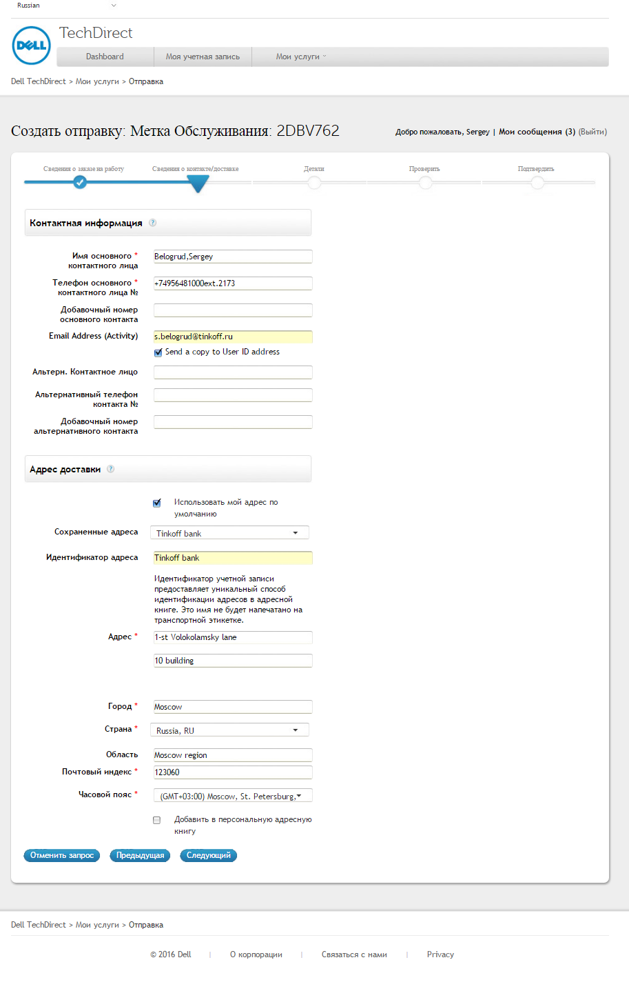 Russian
DELL
TechDirect
Dashboard Моя учетная запись Мои услуги
Dell TechDirect > Мои услуги > Отправка
Создать отправку: Метка Обслуживания: 2DBV762
Добро пожаловать, Sergey | Мои сообщения (3) (Выйти)
Сведения о заказе на работу Сведения о контакте/доставке Детали Проверить Подтвердить
Контактная информация ?
Имя основного *
контактного лица
Belogrud,Sergey
Телефон основного *
контактного лица №
+74956481000ext.2173
Добавочный номер
основного контакта
Email Address (Activity) s.belogrud@tinkoff.ru
Send a copy to User ID address
Альтерн. Контактное лицо
Альтернативный телефон
контакта №
Добавочный номер
альтернативного контакта
Адрес доставки ?
Использовать мой адрес по
умолчанию
Сохраненные адреса Tinkoff bank
Идентификатор адреса Tinkoff bank
Идентификатор учетной записи
предоставляет уникальный способ
идентификации адресов в адресной
книге. Это имя не будет напечатано на
транспортной этикетке.
Адрес * 1-st Volokolamsky lane
10 building
Город * Moscow
Страна * Russia, RU
Область Moscow region
Почтовый индекс * 123060
Часовой пояс * (GMT+03:00) Moscow, St. Petersburg,
Добавить в персональную адресную
книгу
Отменить запрос Предыдущая Следующий
Dell TechDirect > Мои услуги > Отправка
© 2016 Dell | О корпорации | Связаться с нами | Privacy